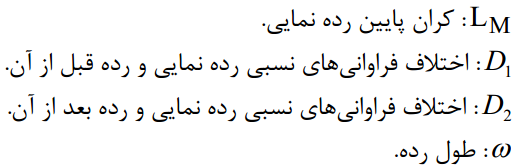 L_M: کران پایین رده نمایی.
D_1: اختلاف فراوانی‌های نسبی رده نمایی و رده قبل از آن.
D_2: اختلاف فراوانی‌های نسبی رده نمایی و رده بعد از آن.
ω: طول رده.